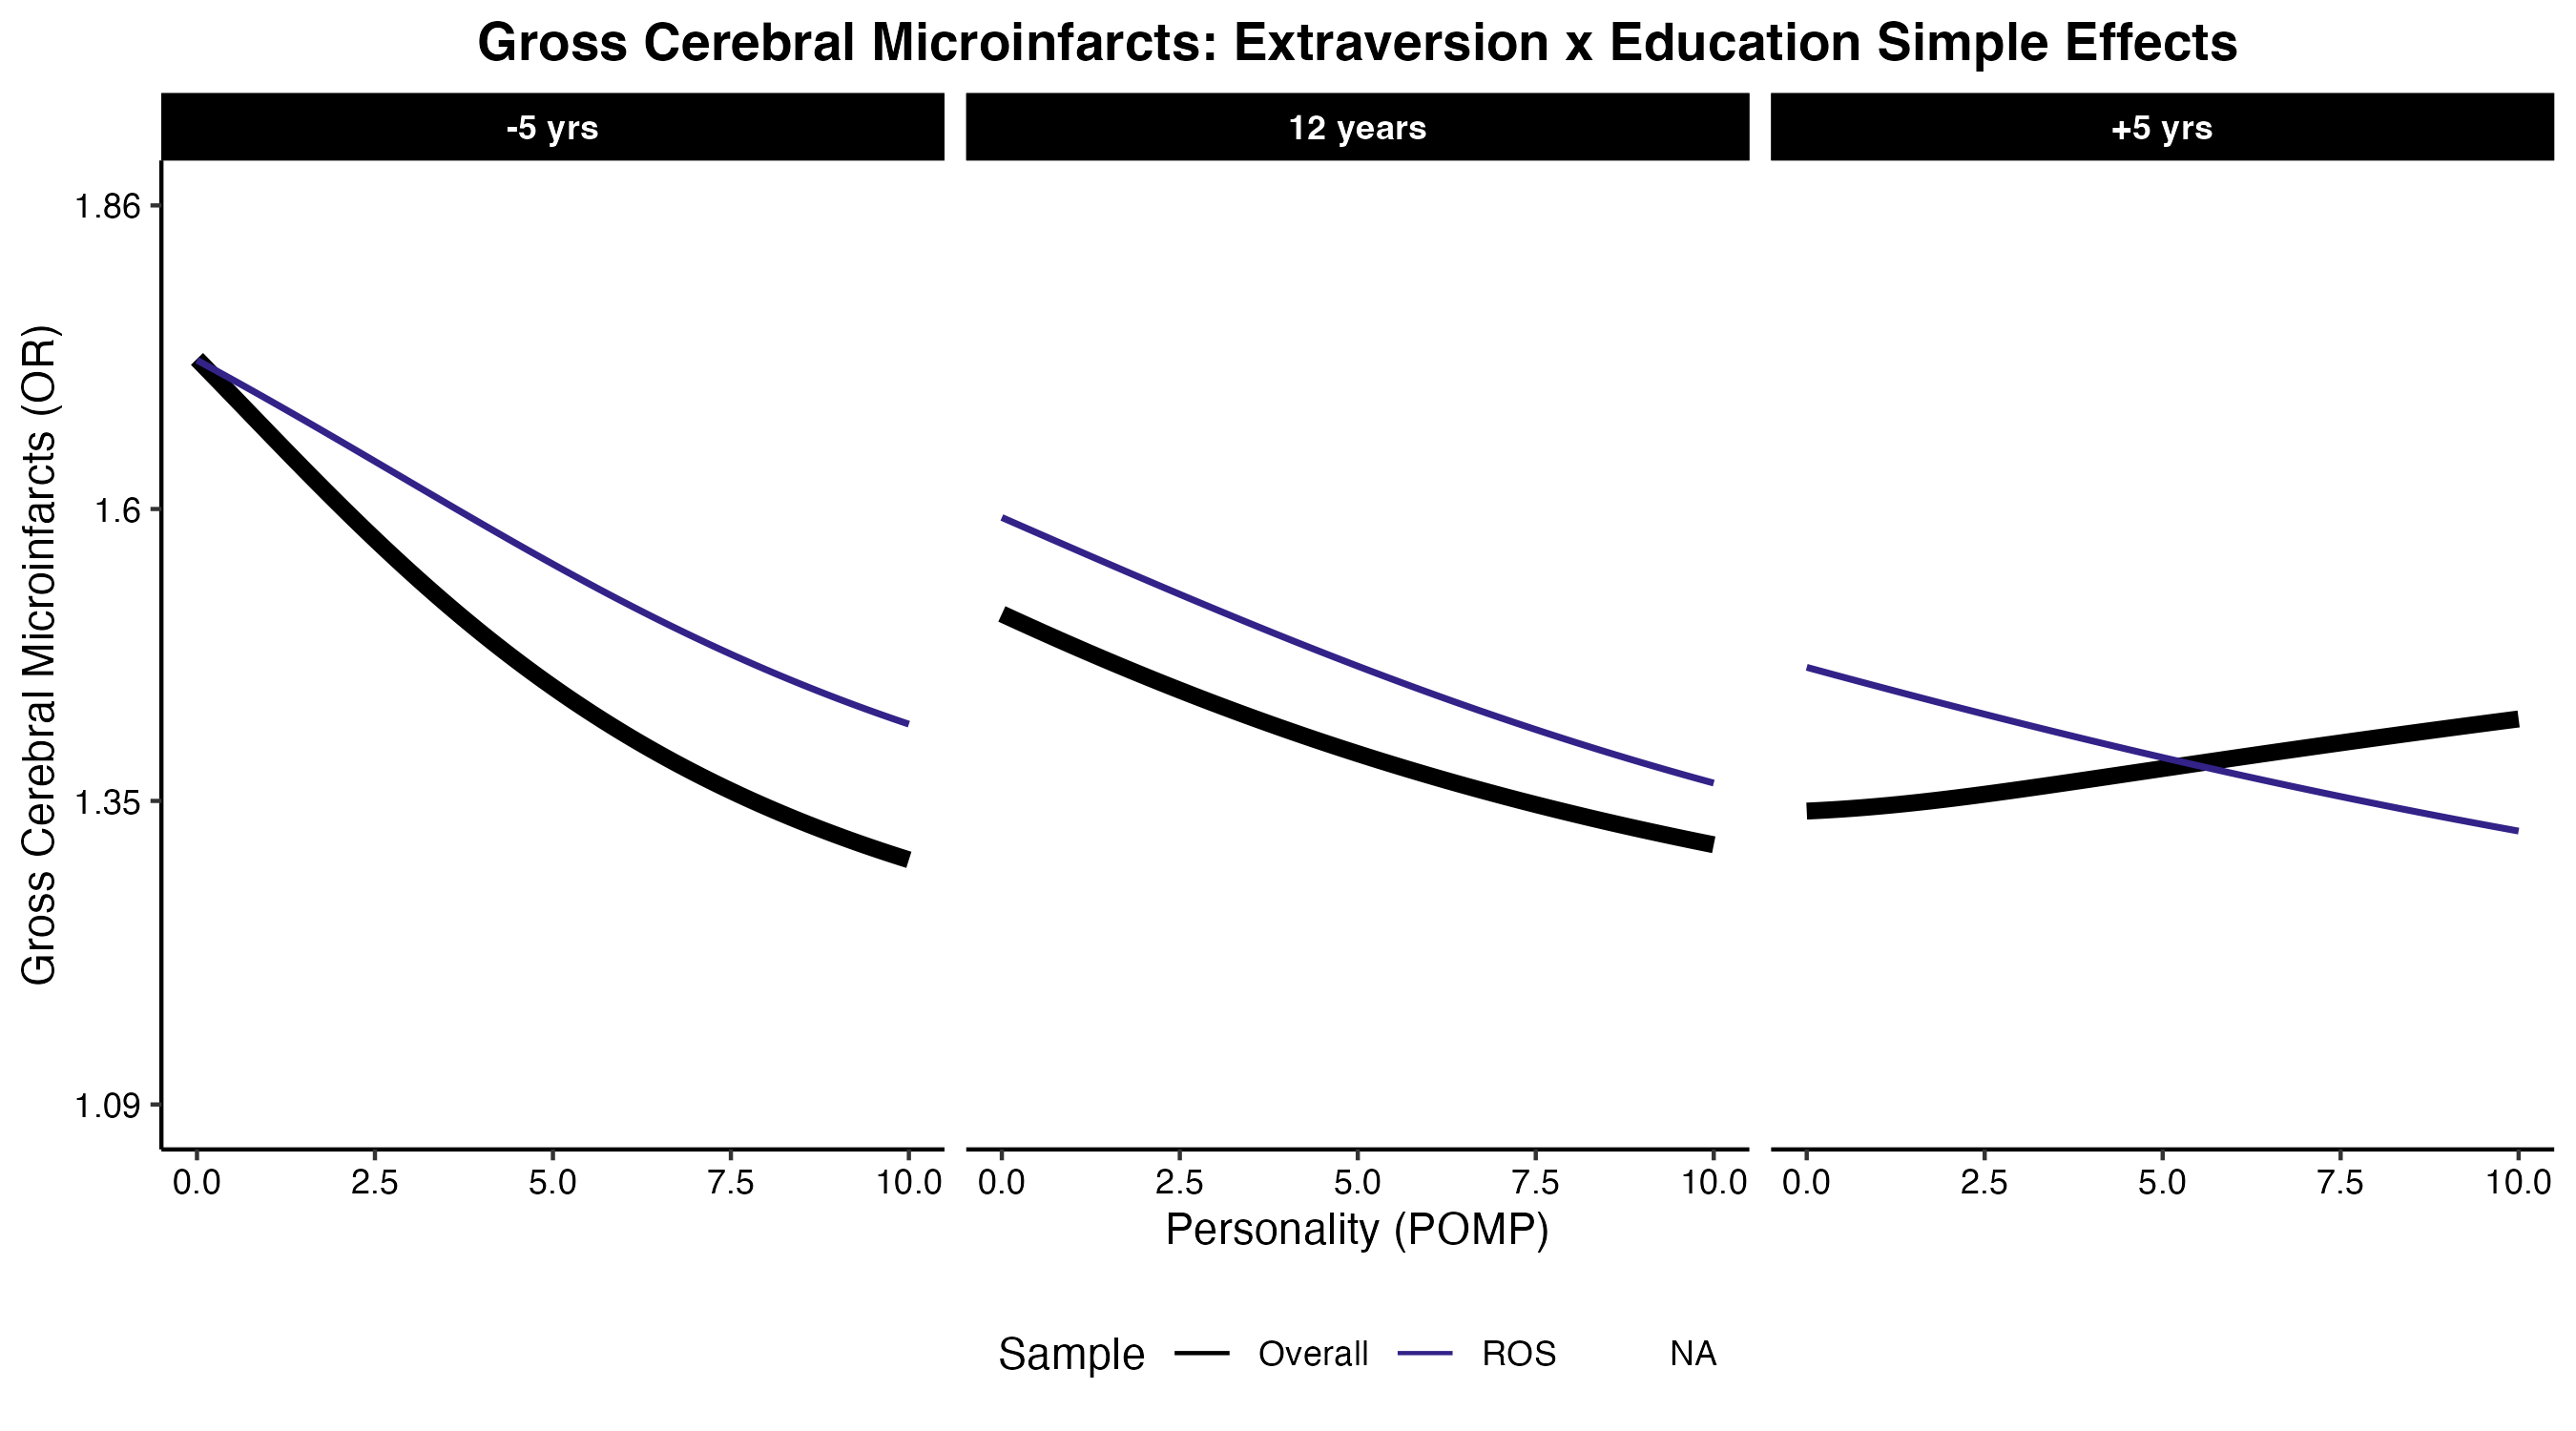 Gross Cerebral Microinfarcts: Extraversion x Education Simple Effects
-5 yrs
12 years
+5 yrs
Gross Cerebral Microinfarcts (OR)
1.86
1.6
1.35
1.09
0.0 2.5 5.0 7.5 10.0
0.0 2.5 5.0 7.5 10.0
0.0 2.5 5.0 7.5 10.0
Personality (POMP)
Sample Overall ROS NA